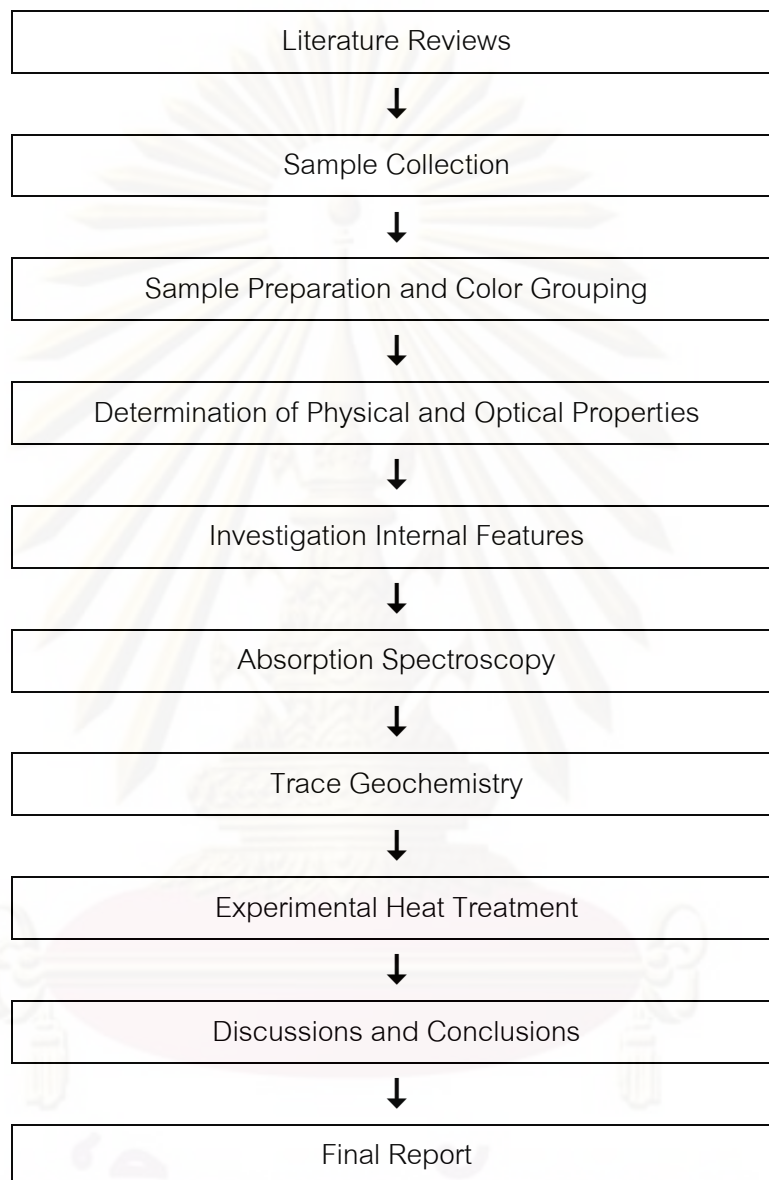 Literature Reviews
↓
Sample Collection
↓
Sample Preparation and Color Grouping
↓
Determination of Physical and Optical Properties
↓
Investigation Internal Features
↓
Absorption Spectroscopy
↓
Trace Geochemistry
↓
Experimental Heat Treatment
↓
Discussions and Conclusions
↓
Final Report